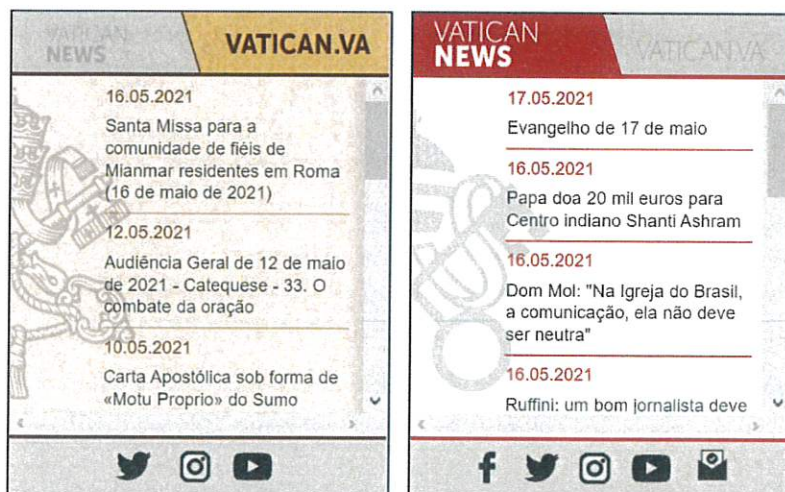 VATICAN
NEWS
VATICAN.VA
16.05.2021
Santa Missa para a
comunidade de fiéis de
Mianmar residentes em Roma
(16 de maio de 2021)
12.05.2021
Audiência Geral de 12 de maio
de 2021 - Catequese - 33. O
combate da oração
10.05.2021
Carta Apostólica sob forma de
«Motu Proprio» do Sumo
VATICAN
NEWS
VATICAN.VA
17.05.2021
Evangelho de 17 de maio
16.05.2021
Papa doa 20 mil euros para
Centro indiano Shanti Ashram
16.05.2021
Dom Mol: "Na Igreja do Brasil,
a comunicação, ela não deve
ser neutra"
16.05.2021
Ruffini: um bom jornalista deve